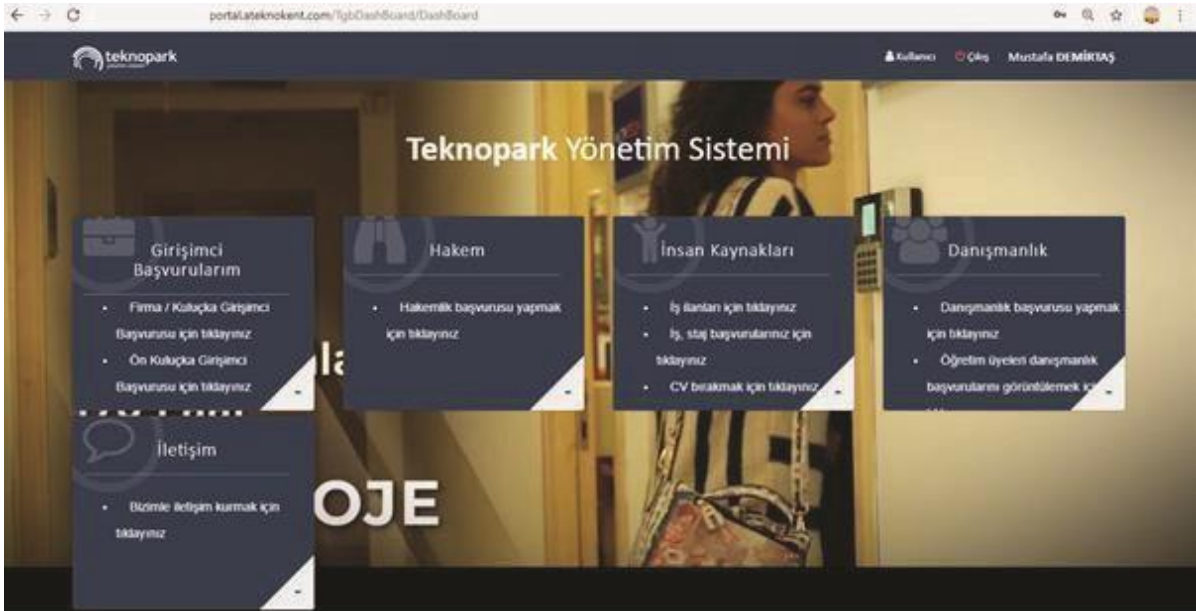 portal.ateknokent.com/TgbDashBoard/DashBoard
teknopark
Kullanıcı
Çıkış
Mustafa DEMİRTAŞ
Teknopark Yönetim Sistemi
Girişimci
Başvurularım
• Firma / Kuluçka Girişimci
Başvurusu için tıklayınız
• Ön Kuluçka Girişimci
Başvurusu için tıklayınız
Hakem
• Hakemlik başvurusu yapmak
için tıklayınız
İnsan Kaynakları
• İş ilanları için tıklayınız
• İş, staj başvurularınız için
tıklayınız
• CV bırakmak için tıklayınız
Danışmanlık
• Danışmanlık başvurusu yapmak
için tıklayınız
• Öğretim üyeleri danışmanlık
başvurularını görüntülemek
İletişim
• Bizimle iletişim kurmak için
tıklayınız
OJE